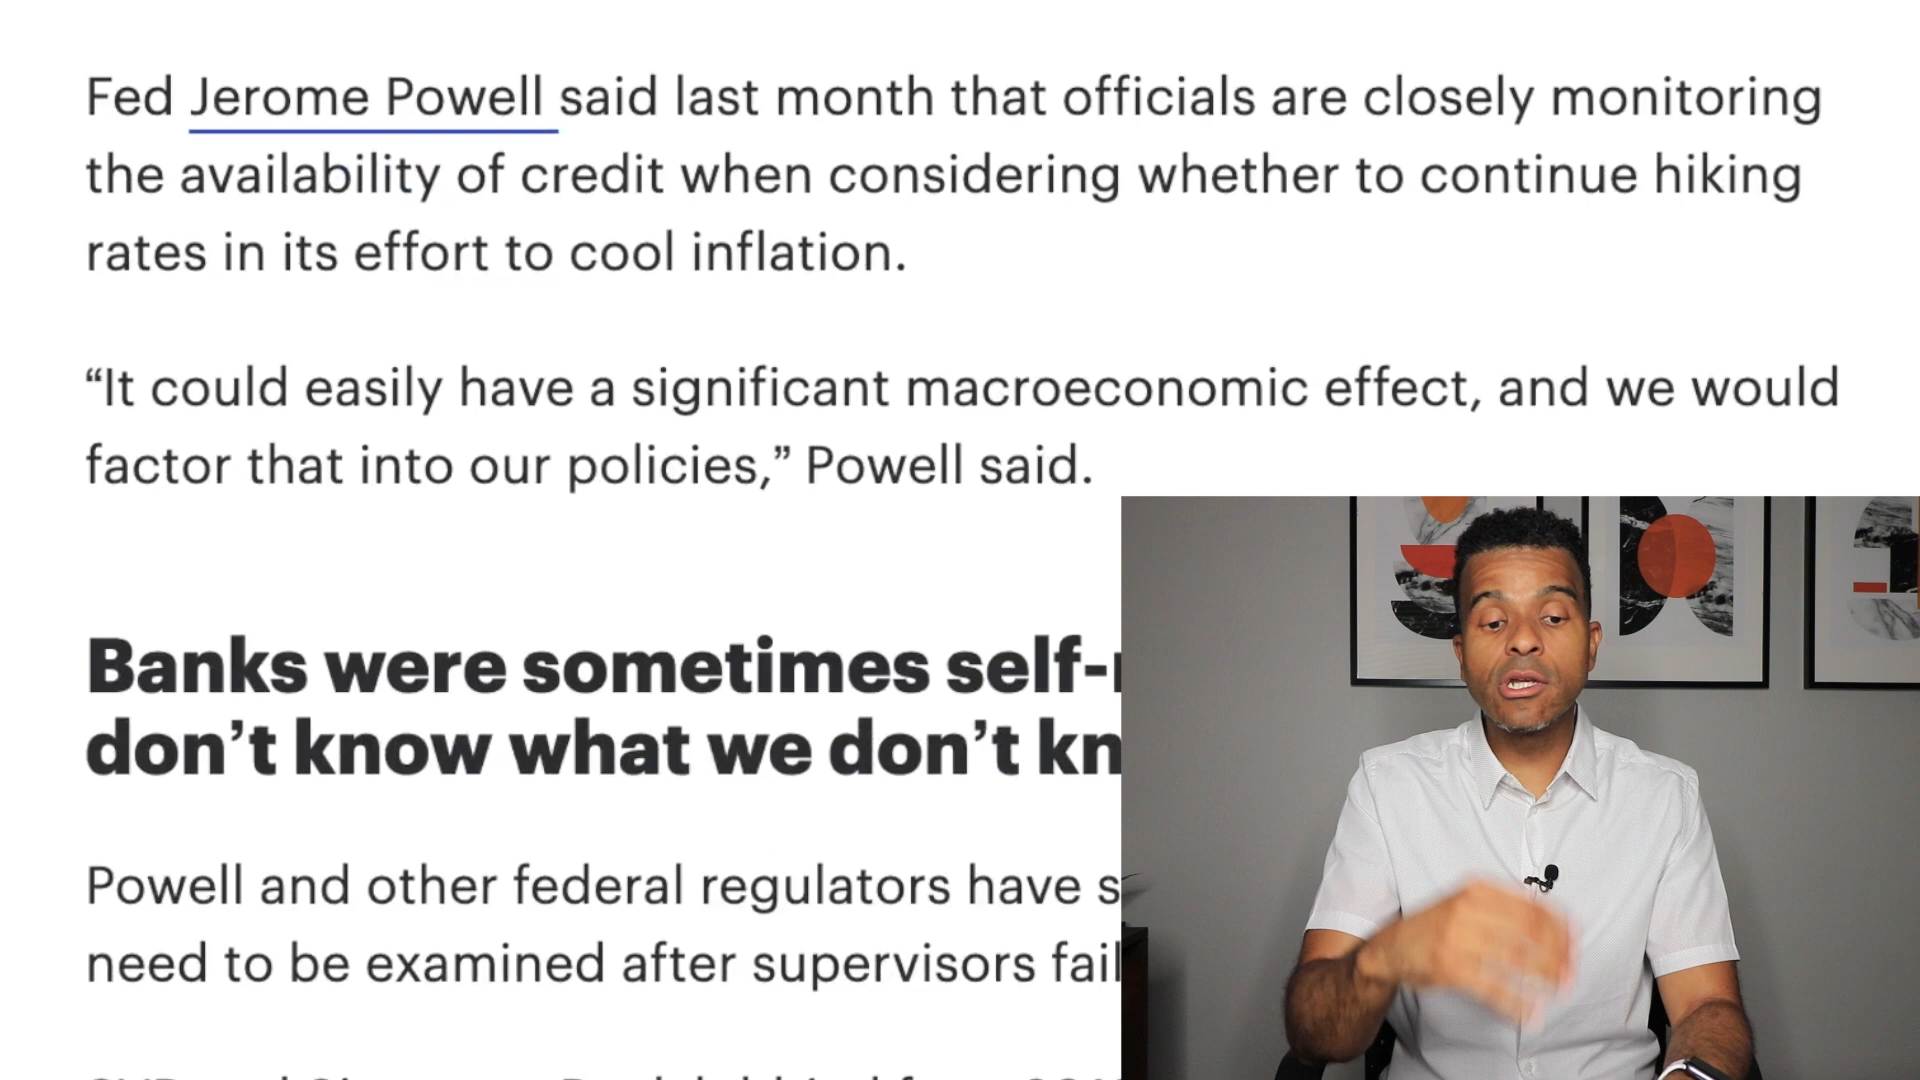 Fed Jerome Powell said last month that officials are closely monitoring
the availability of credit when considering whether to continue hiking
rates in its effort to cool inflation.
“It could easily have a significant macroeconomic effect, and we would
factor that into our policies,” Powell said.
Banks were sometimes self-
don’t know what we don’t
Powell and other federal regulators have
need to be examined after supervisors